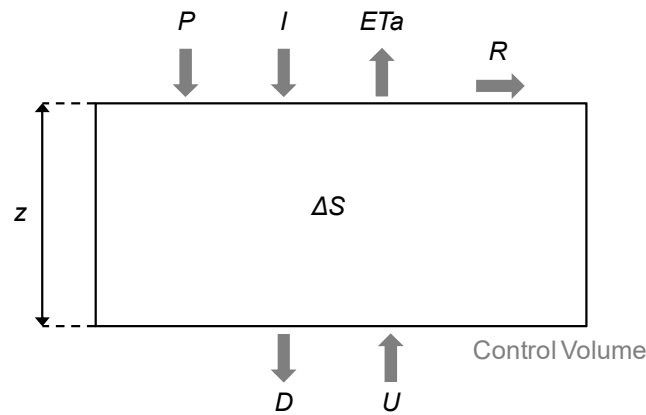 P I ETa R
z
ΔS
Control Volume
D U